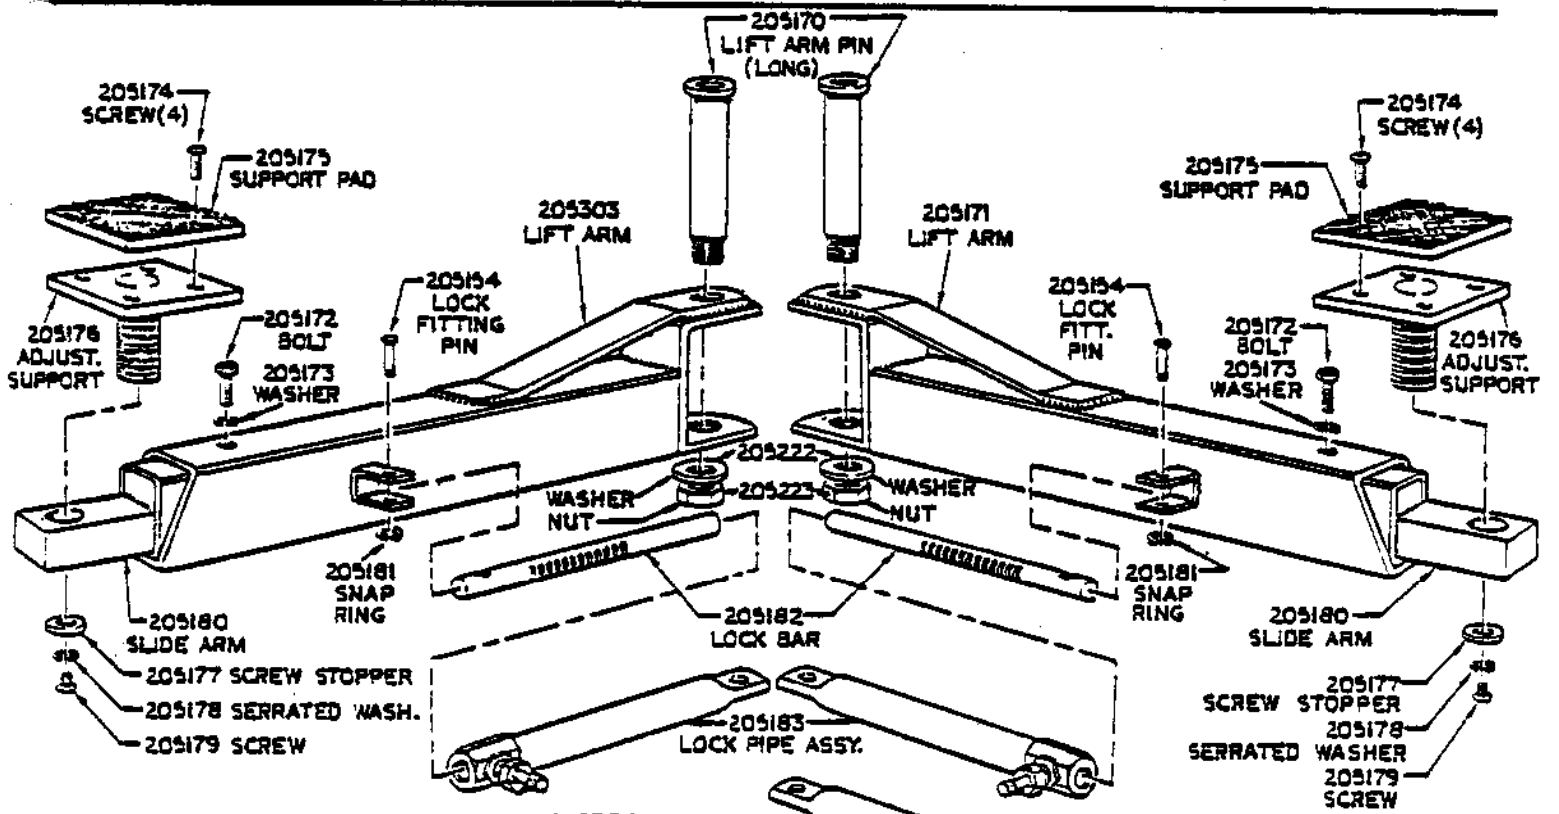 205170
LIFT ARM PIN
(LONG)
205174
SCREW(4)
205175
SUPPORT PAD
205303
LIFT ARM
205171
LIFT ARM
205174
SCREW(4)
205175
SUPPORT PAD
205176
ADJUST.
SUPPORT
205172
BOLT
205173
WASHER
205154
LOCK
FITTING
PIN
205154
LOCK
FITT.
PIN
205172
BOLT
205173
WASHER
205176
ADJUST.
SUPPORT
205222
WASHER
WASHER
205223
NUT
NUT
205181
SNAP
RING
205181
SNAP
RING
205182
LOCK BAR
205180
SLIDE ARM
205180
SLIDE ARM
205177 SCREW STOPPER
205178 SERRATED WASH.
205179 SCREW
205183
LOCK PIPE ASSY.
205177
SCREW STOPPER
205178
SERRATED WASHER
205179
SCREW